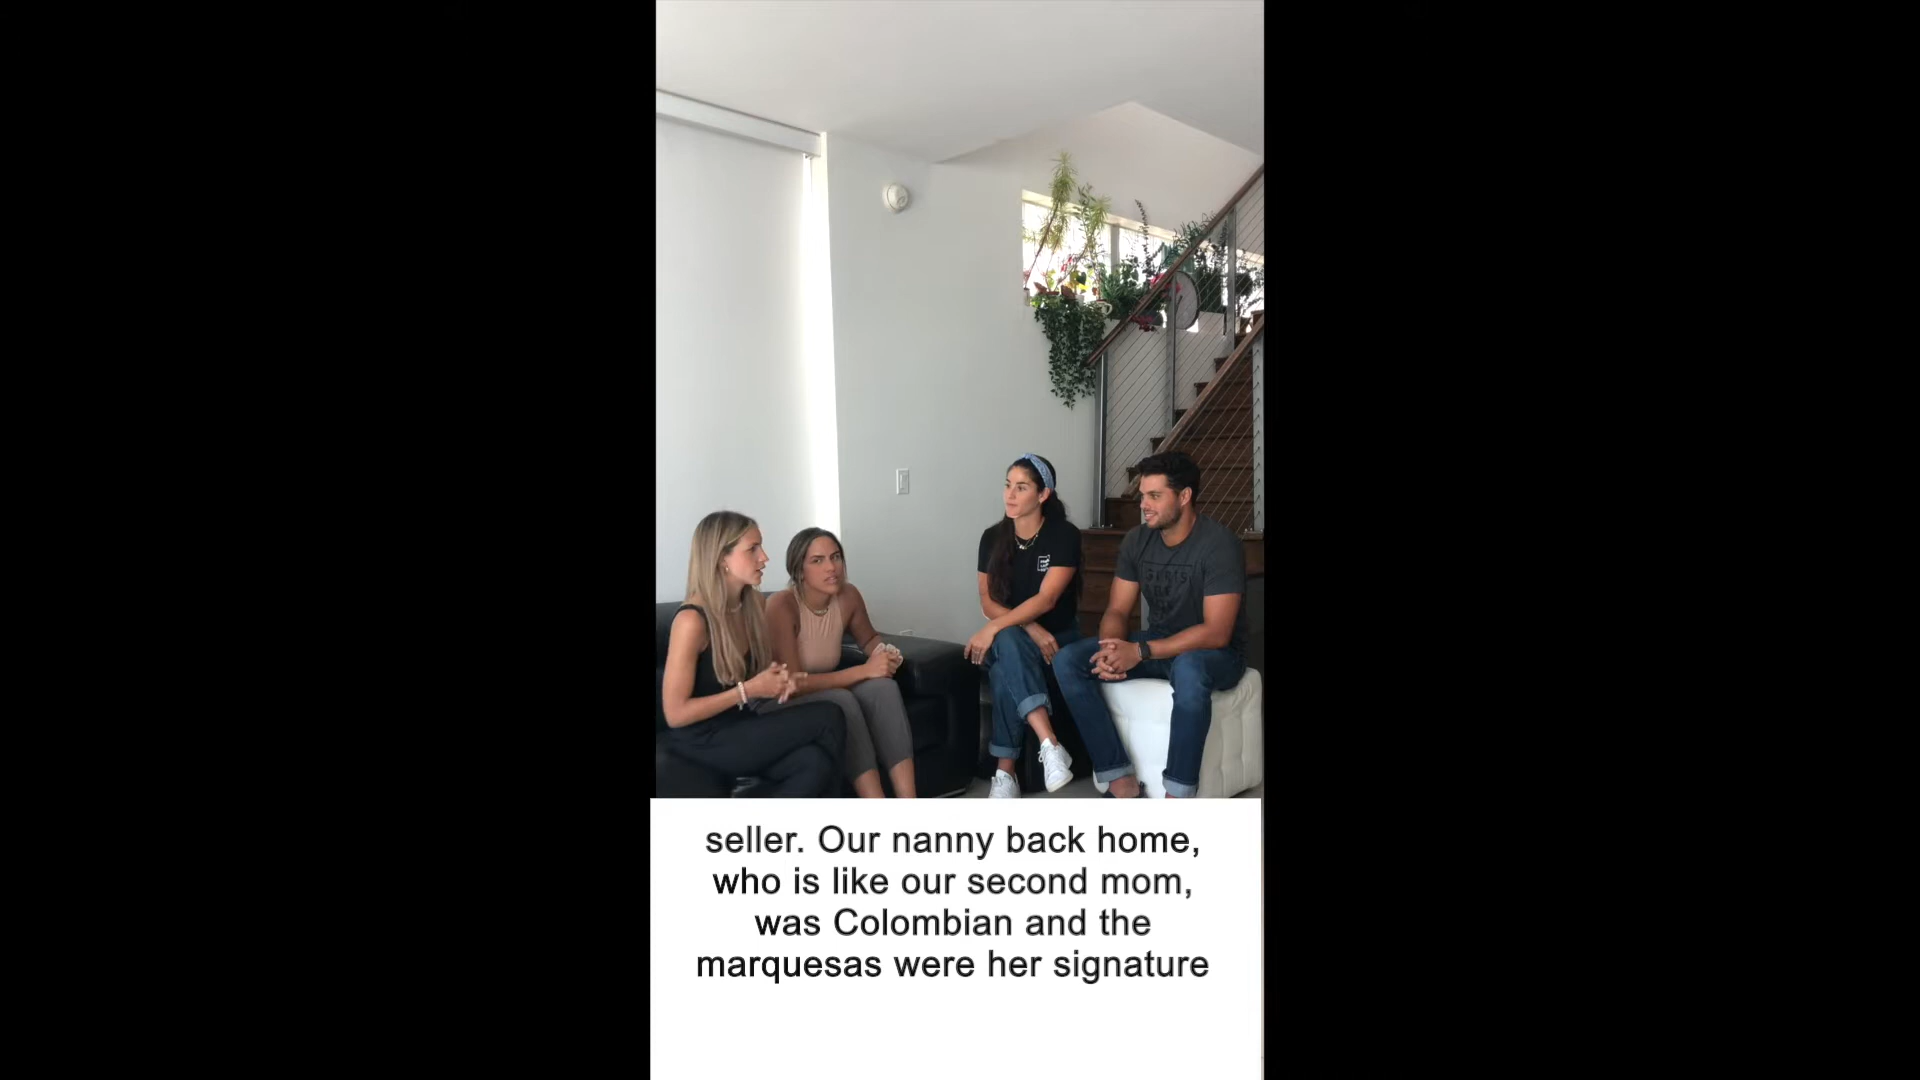 seller. Our nanny back home,
who is like our second mom,
was Colombian and the
marquesas were her signature